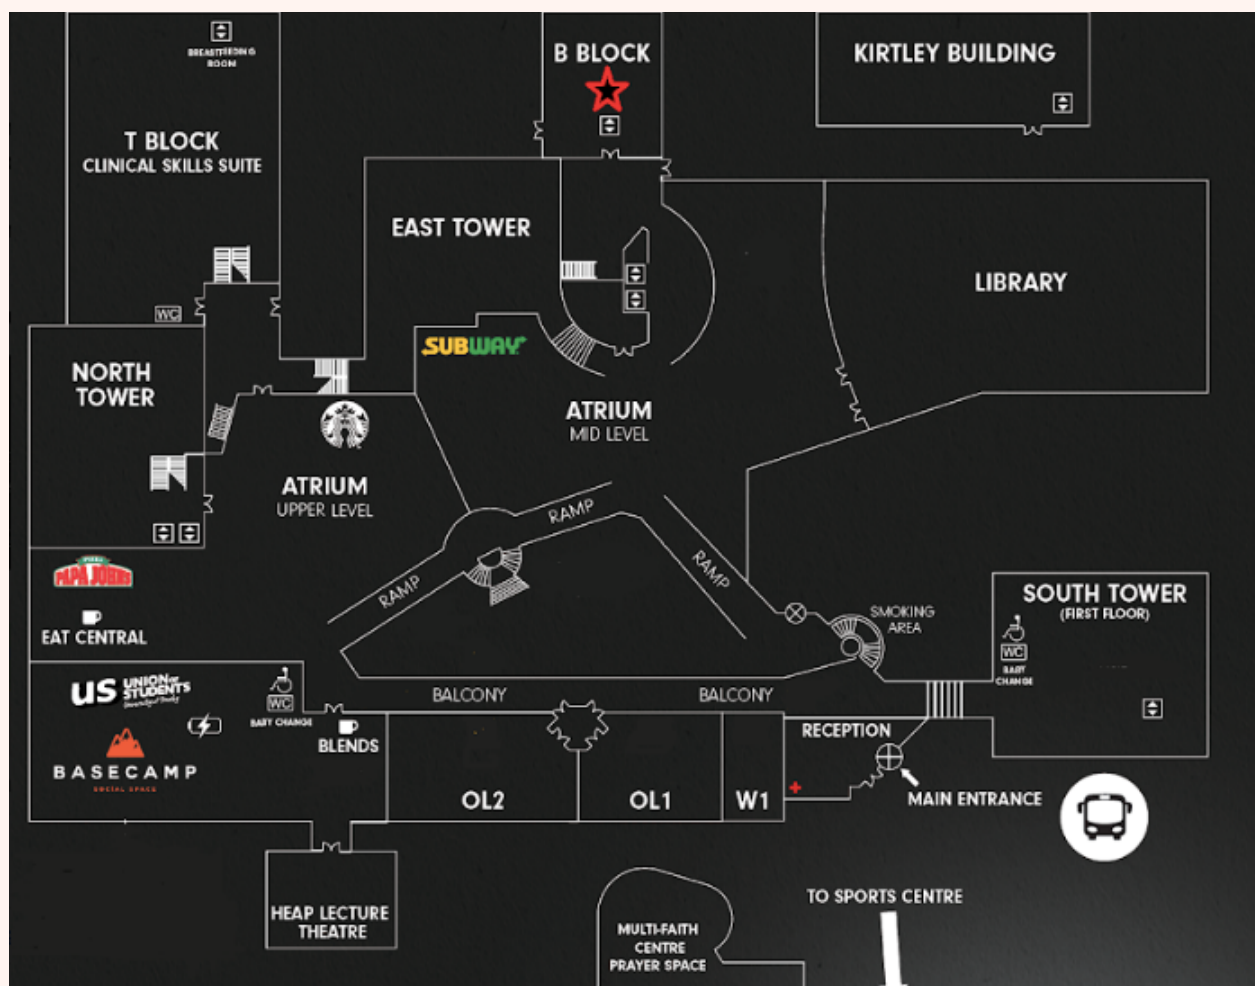 B BLOCK
KIRTLEY BUILDING
BREASTFEEDING
ROOM
T BLOCK
CLINICAL SKILLS SUITE
EAST TOWER
LIBRARY
WC
SUBWAY
NORTH
TOWER
ATRIUM
MID LEVEL
ATRIUM
UPPER LEVEL
RAMP
RAMP
RAMP
PAPA JOHNS
EAT CENTRAL
SMOKING
AREA
SOUTH TOWER
(FIRST FLOOR)
WC
BABY
CHANGE
US UNION OF
STUDENTS
WC
BABY CHANGE
BALCONY
BALCONY
BLENDS
RECEPTION
BASECAMP
SOCIAL SPACE
OL2
OL1
W1
MAIN ENTRANCE
HEAP LECTURE
THEATRE
TO SPORTS CENTRE
MULTI-FAITH
CENTRE
PRAYER SPACE